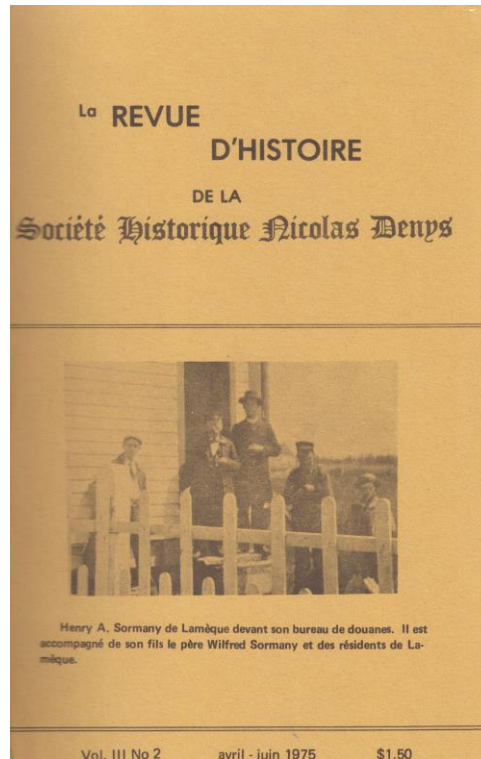 La REVUE
D'HISTOIRE
DE LA
Société Historique Nicolas Denys
Henry A. Sormany de Lamèque devant son bureau de douanes. Il est
accompagné de son fils le père Wilfred Sormany et des résidents de La-
mèque.
Vol. III No 2 avril - juin 1975 $1.50